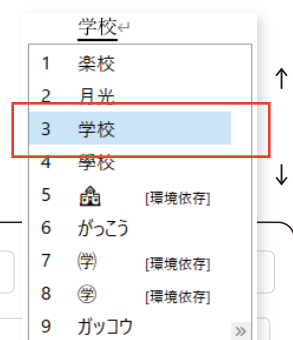 学校↵
1 楽校
2 月光
3 学校
4 學校
5 🏫 [環境依存]
6 がっこう
7 ㈻ [環境依存]
8 ㊫ [環境依存]
9 ガッコウ »
↑
↓